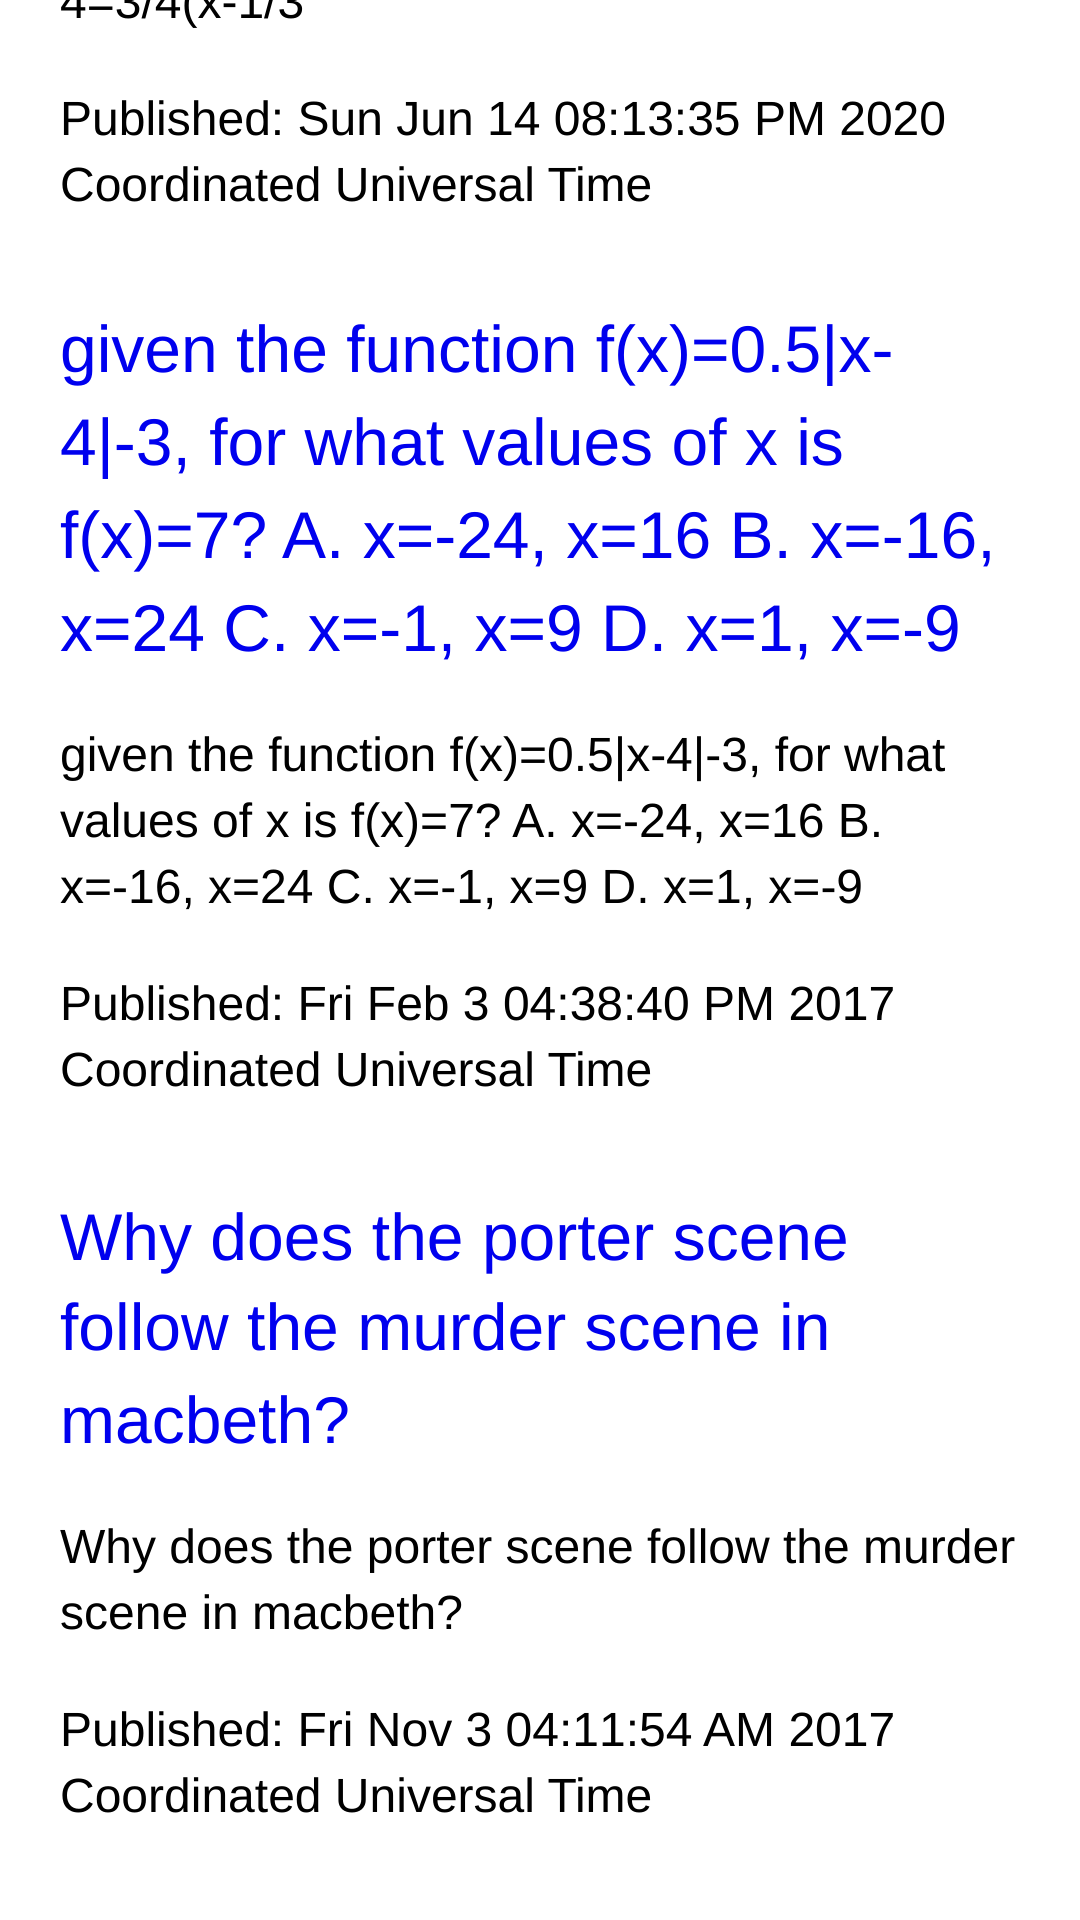 4=3/4(x-1/3
Published: Sun Jun 14 08:13:35 PM 2020
Coordinated Universal Time
given the function f(x)=0.5|x-
4|-3, for what values of x is
f(x)=7? A. x=-24, x=16 B. x=-16,
x=24 C. x=-1, x=9 D. x=1, x=-9
given the function f(x)=0.5|x-4|-3, for what
values of x is f(x)=7? A. x=-24, x=16 B.
x=-16, x=24 C. x=-1, x=9 D. x=1, x=-9
Published: Fri Feb 3 04:38:40 PM 2017
Coordinated Universal Time
Why does the porter scene
follow the murder scene in
macbeth?
Why does the porter scene follow the murder
scene in macbeth?
Published: Fri Nov 3 04:11:54 AM 2017
Coordinated Universal Time